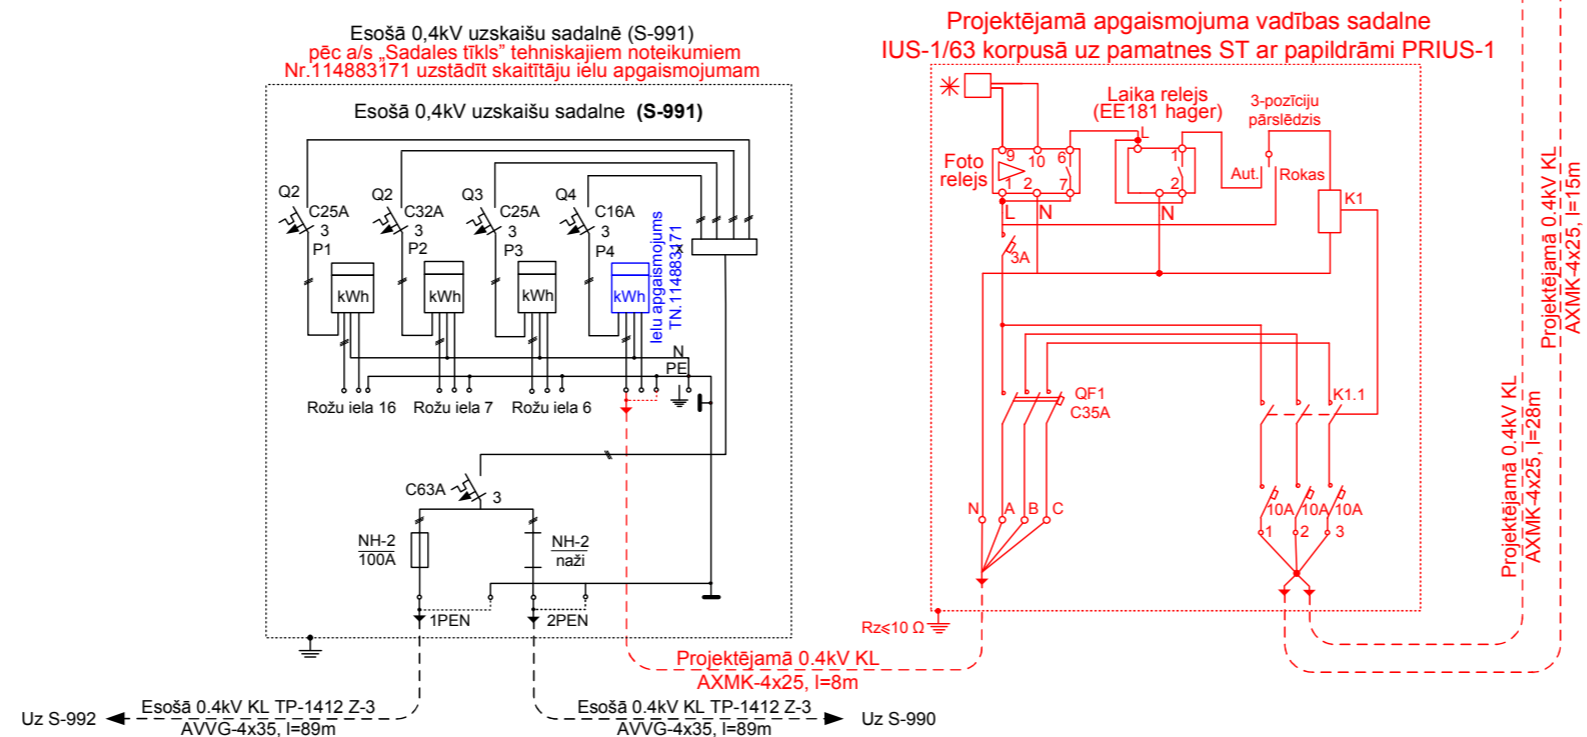 Esošā 0,4kV uzskaišu sadalnē (S-991)
pēc a/s „Sadales tīkls” tehniskajiem noteikumiem
Nr.114883171 uzstādīt skaitītāju ielu apgaismojumam
Esošā 0,4kV uzskaišu sadalne (S-991)
Q2
C25A
3
P1
Q2
C32A
3
P2
Q3
C25A
3
P3
Q4
C16A
3
P4
kWh
kWh
kWh
kWh
Ielu apgaismojums
TN.114883171
N
PE
Rožu iela 16
Rožu iela 7
Rožu iela 6
C63A
3
NH-2
100A
NH-2
naži
1PEN
2PEN
Uz S-992
Esošā 0.4kV KL TP-1412 Z-3
AVVG-4x35, l=89m
Esošā 0.4kV KL TP-1412 Z-3
AVVG-4x35, l=89m
Uz S-990
Projektējamā 0.4kV KL
AXMK-4x25, l=8m
Projektējamā apgaismojuma vadības sadalne
IUS-1/63 korpusā uz pamatnes ST ar papildrāmi PRIUS-1
Laika relejs
(EE181 hager)
3-pozīciju
pārslēdzis
Foto
relejs
9
10
6
1
2
7
L
N
L
1
2
N
Aut.
Rokas
K1
3A
QF1
C35A
K1.1
N
A
B
C
10A
10A
10A
1
2
3
Rz≤10 Ω
Projektējamā 0.4kV KL
AXMK-4x25, l=28m
Projektējamā 0.4kV KL
AXMK-4x25, l=15m